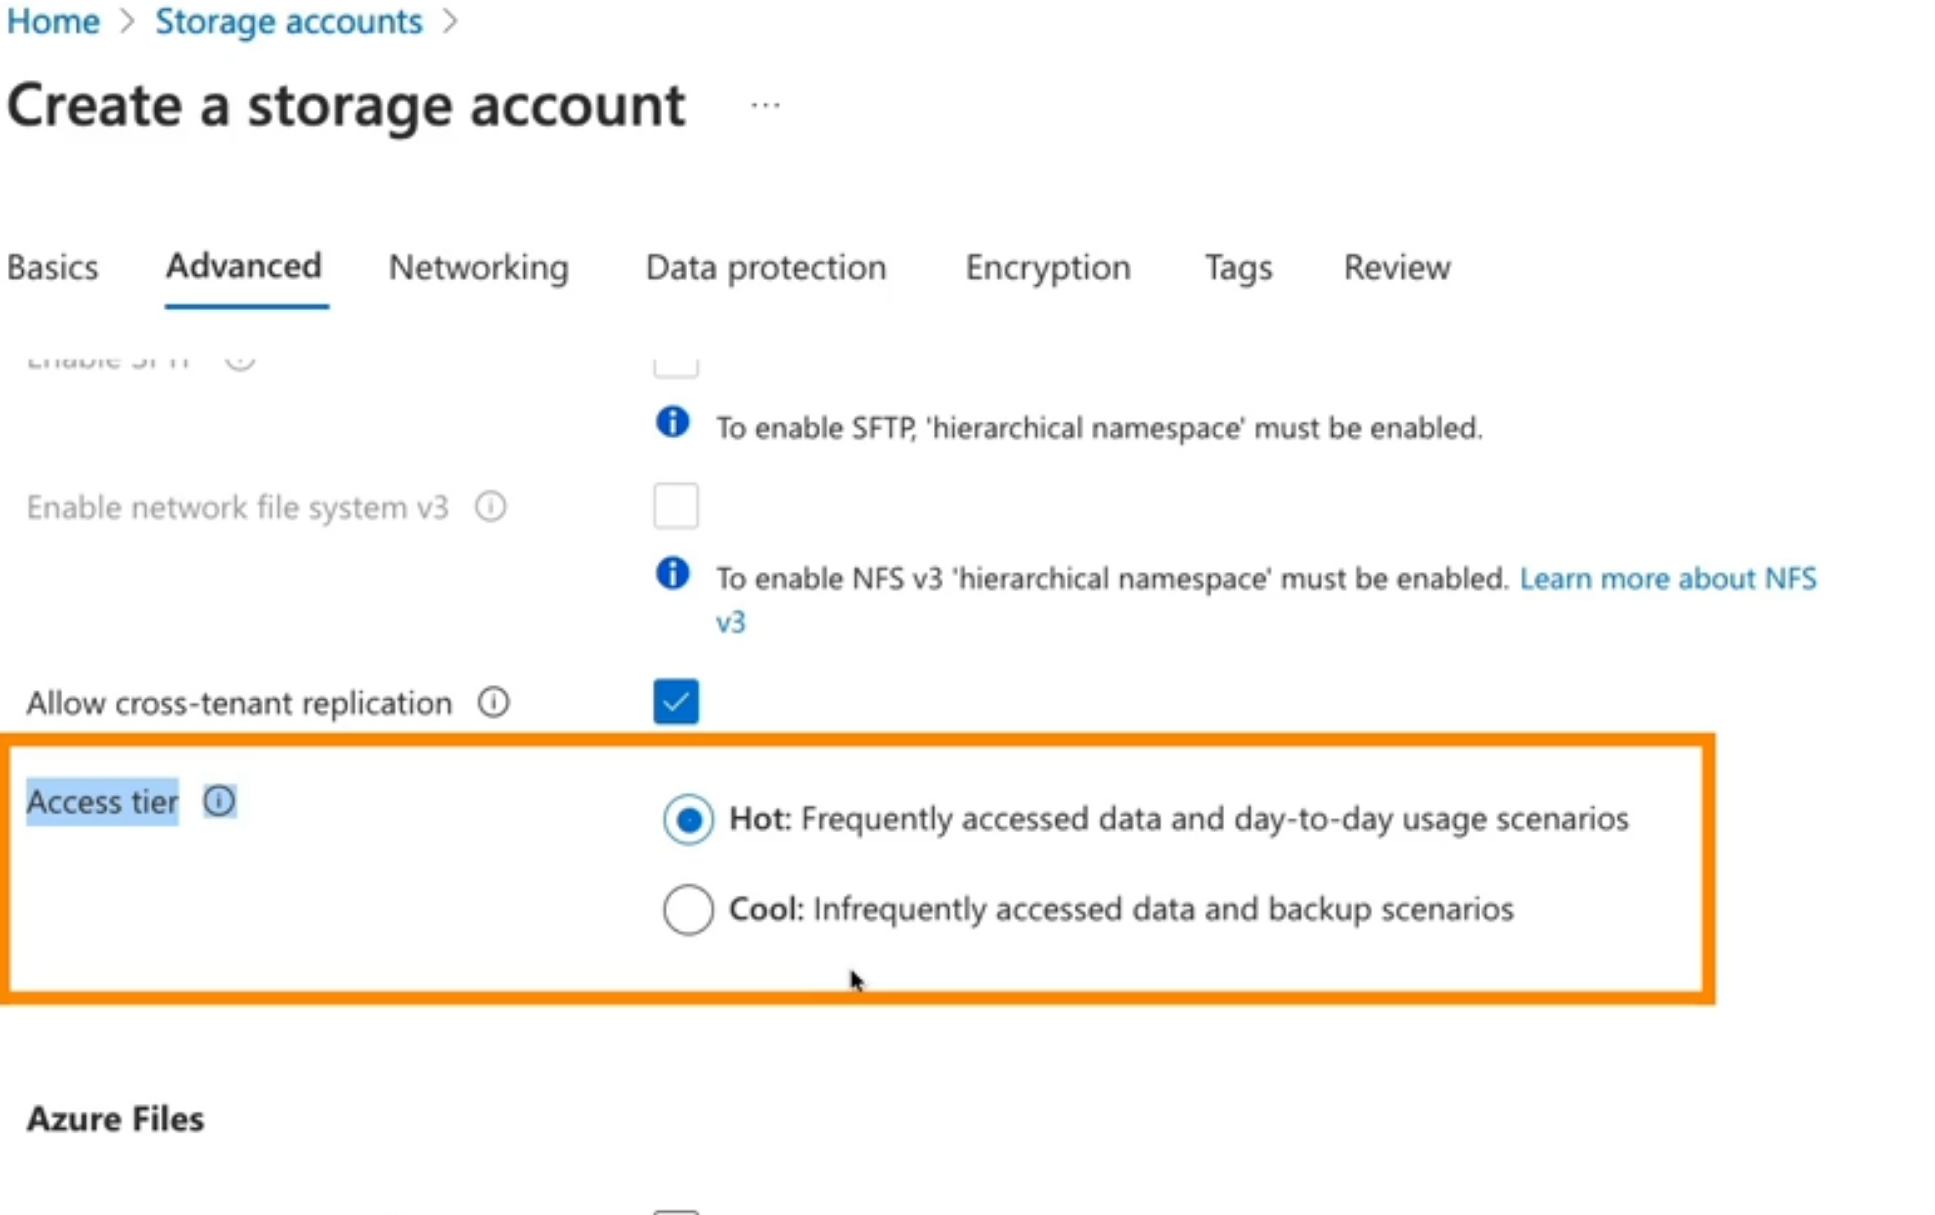 Home > Storage accounts >
Create a storage account ...
Basics Advanced Networking Data protection Encryption Tags Review
Enable SFTP
To enable SFTP, 'hierarchical namespace' must be enabled.
Enable network file system v3
To enable NFS v3 'hierarchical namespace' must be enabled. Learn more about NFS
v3
Allow cross-tenant replication
Access tier
Hot: Frequently accessed data and day-to-day usage scenarios
Cool: Infrequently accessed data and backup scenarios
Azure Files